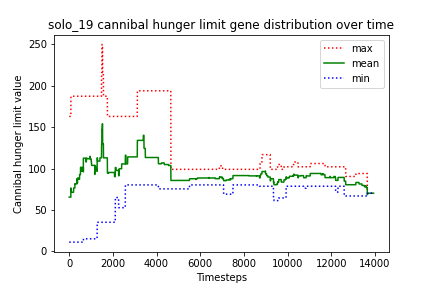 solo_19 cannibal hunger limit gene distribution over time
250
200
150
100
50
0
Cannibal hunger limit value
max
mean
min
0 2000 4000 6000 8000 10000 12000 14000
Timesteps